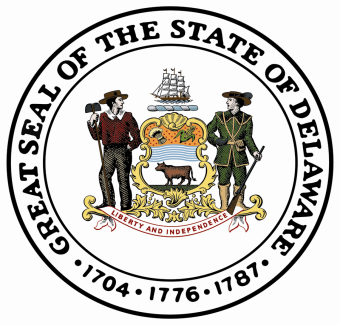 GREAT SEAL OF THE STATE OF DELAWARE
LIBERTY AND INDEPENDENCE
• 1704 • 1776 • 1787 •